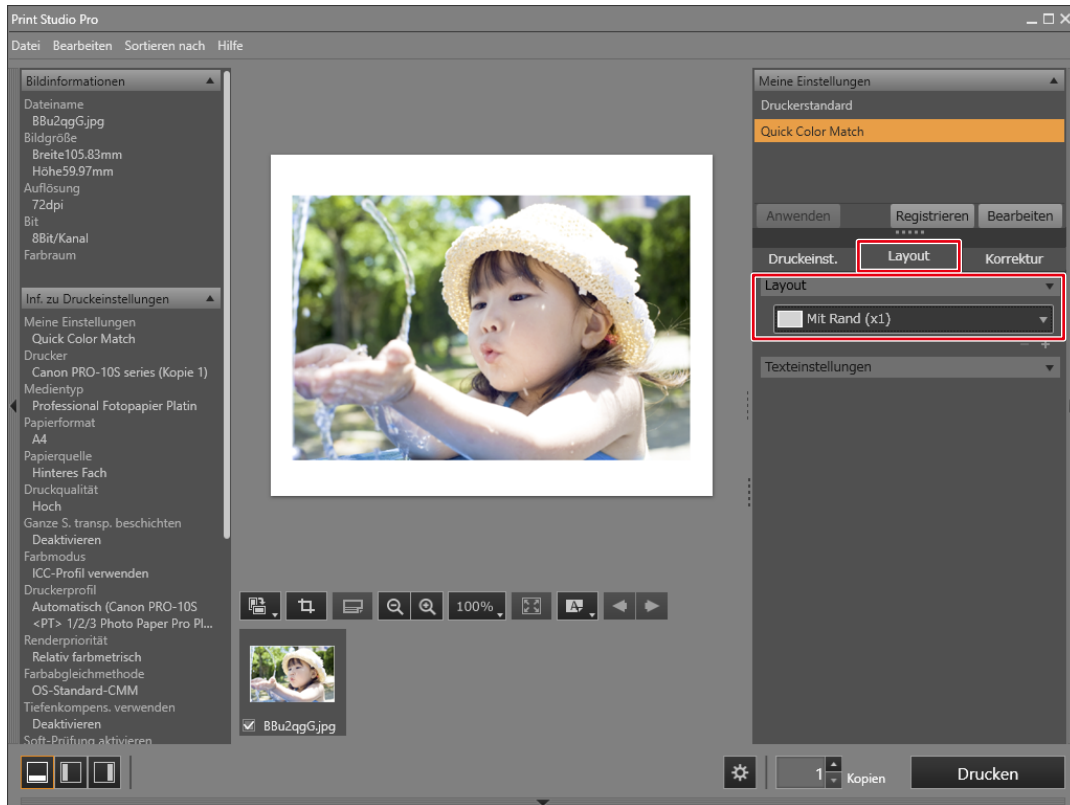 Print Studio Pro
Datei Bearbeiten Sortieren nach Hilfe
Bildinformationen
Dateiname
BBu2qgG.jpg
Bildgröße
Breite105.83mm
Höhe59.97mm
Auflösung
72dpi
Bit
8Bit/Kanal
Farbraum
Inf. zu Druckeinstellungen
Meine Einstellungen
Quick Color Match
Drucker
Canon PRO-10S series (Kopie 1)
Medientyp
Professional Fotopapier Platin
Papierformat
A4
Papierquelle
Hinteres Fach
Druckqualität
Hoch
Ganze S. transp. beschichten
Deaktivieren
Farbmodus
ICC-Profil verwenden
Druckerprofil
Automatisch (Canon PRO-10S
<PT> 1/2/3 Photo Paper Pro Pl...
Renderpriorität
Relativ farbmetrisch
Farbabgleichmethode
OS-Standard-CMM
Tiefenkompens. verwenden
Deaktivieren
Soft-Prüfung aktivieren
100%
A
BBu2qgG.jpg
Meine Einstellungen
Druckerstandard
Quick Color Match
Anwenden Registrieren Bearbeiten
Druckeinst. Layout Korrektur
Layout
Mit Rand (x1)
Texteinstellungen
1 Kopien Drucken